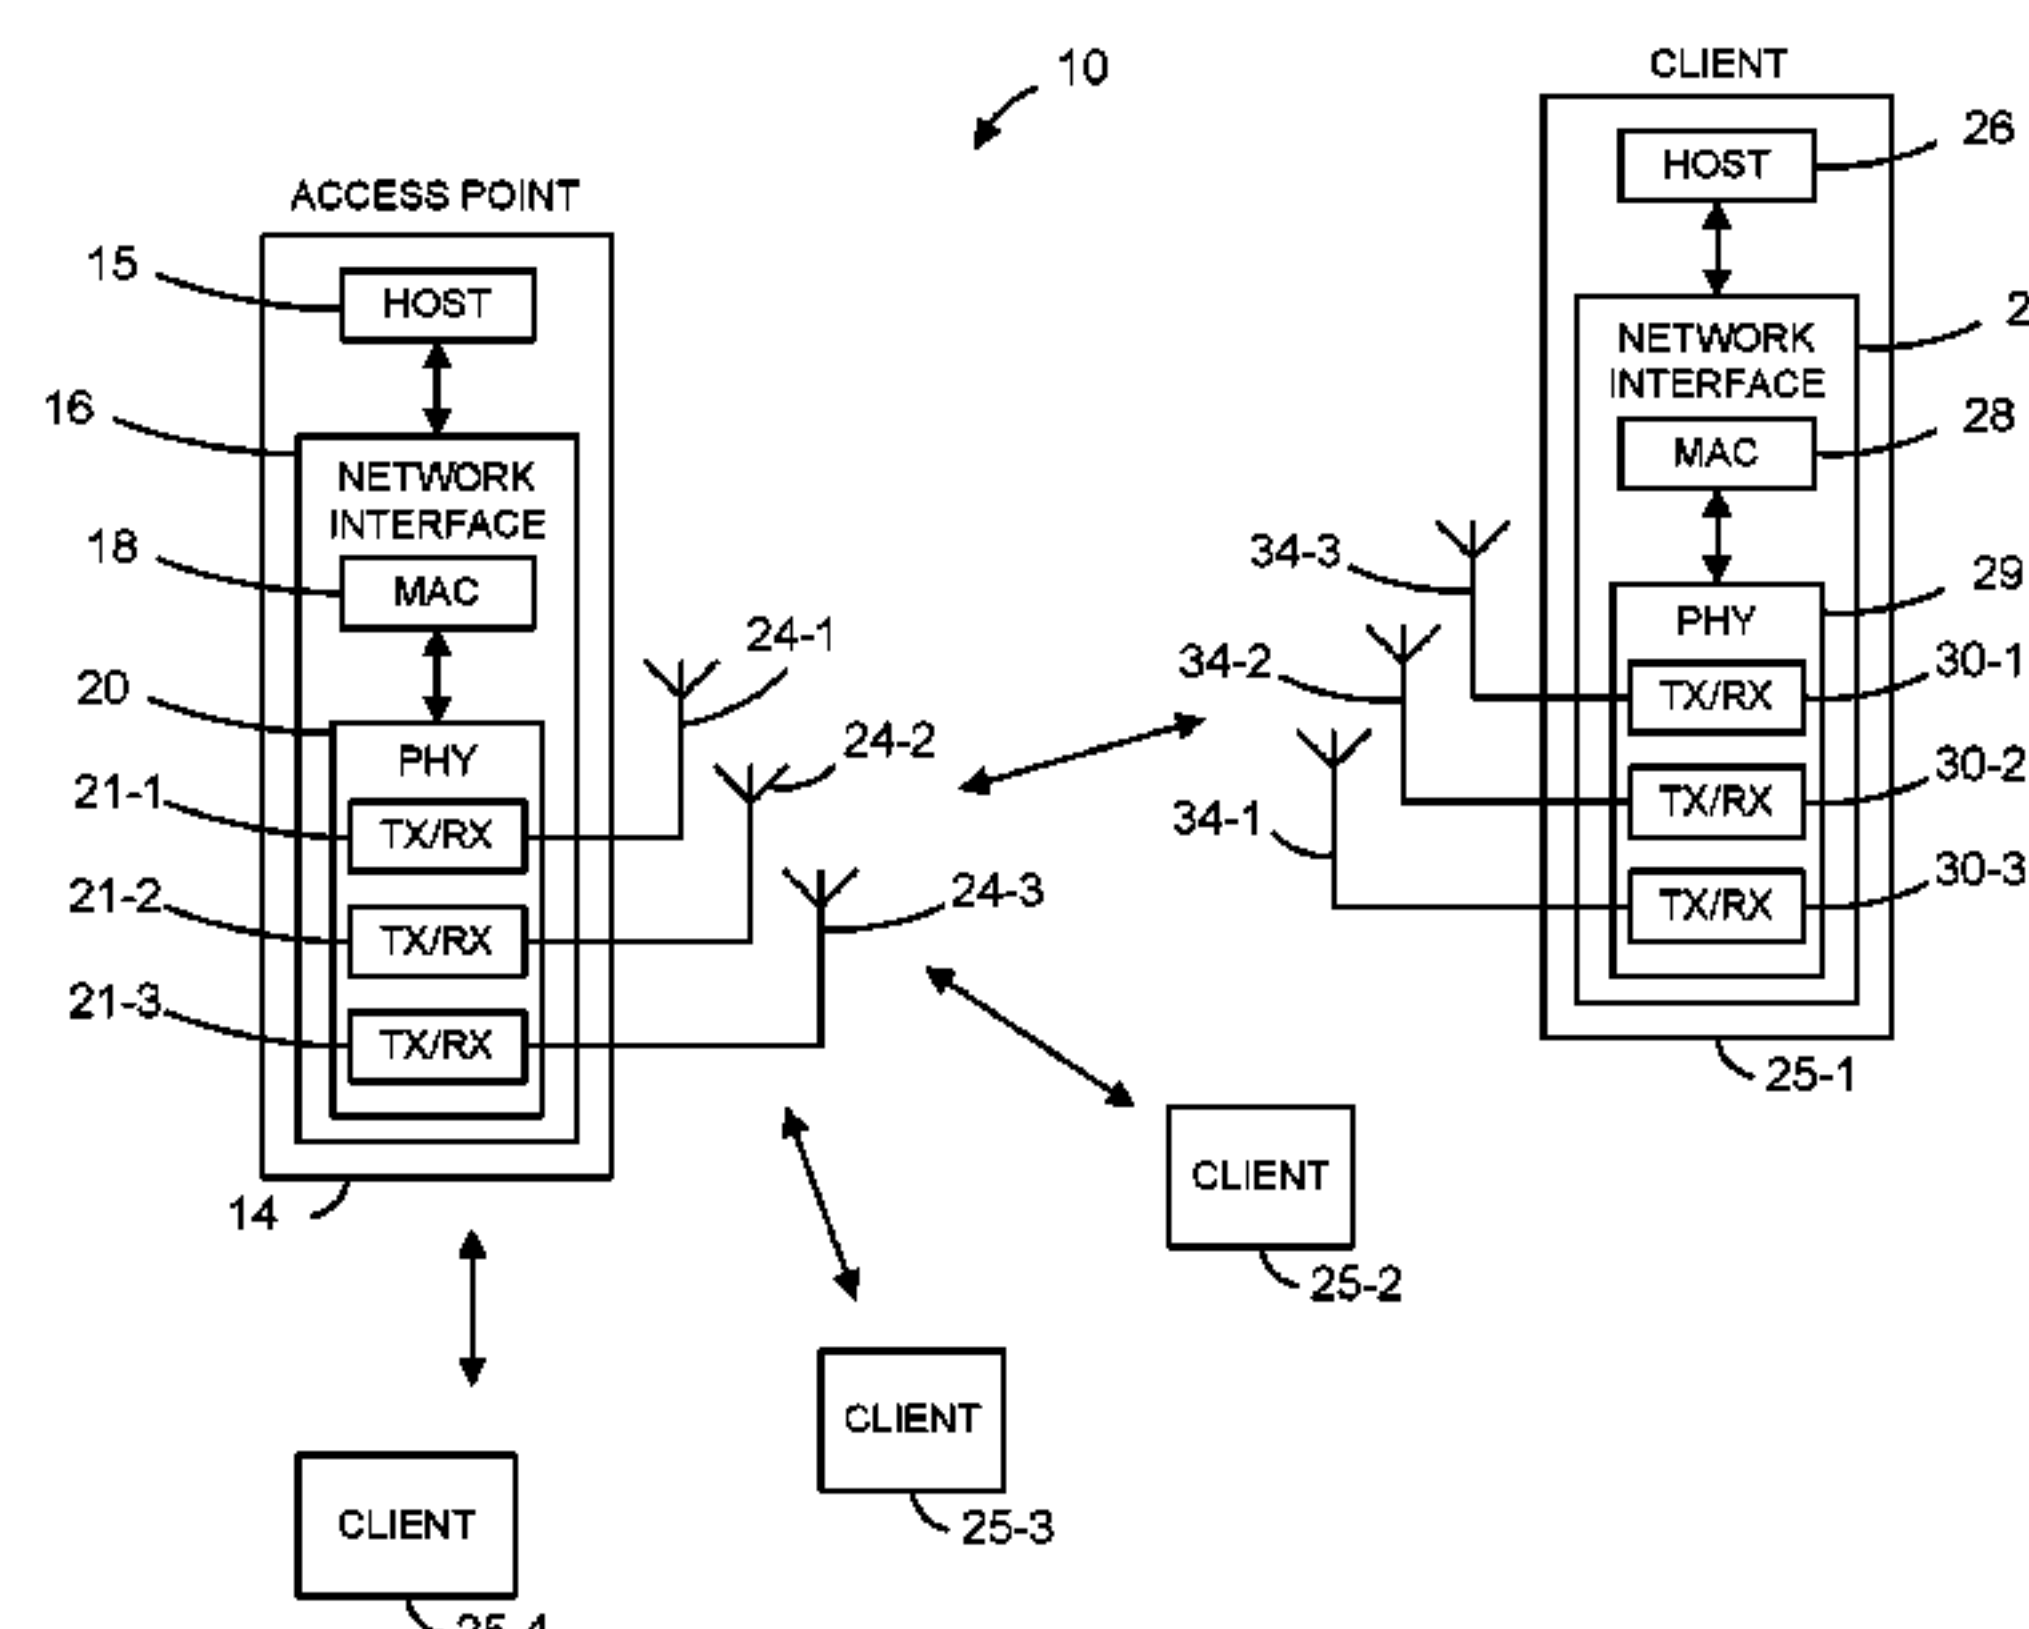 10
CLIENT
HOST
26
ACCESS POINT
15
HOST
2
NETWORK
INTERFACE
16
MAC
28
NETWORK
INTERFACE
18
MAC
34-3
29
PHY
24-1
34-2
30-1
TX/RX
20
PHY
24-2
30-2
TX/RX
21-1
TX/RX
34-1
24-3
30-3
TX/RX
21-2
TX/RX
21-3
TX/RX
25-1
14
CLIENT
25-2
CLIENT
25-3
CLIENT
25-4